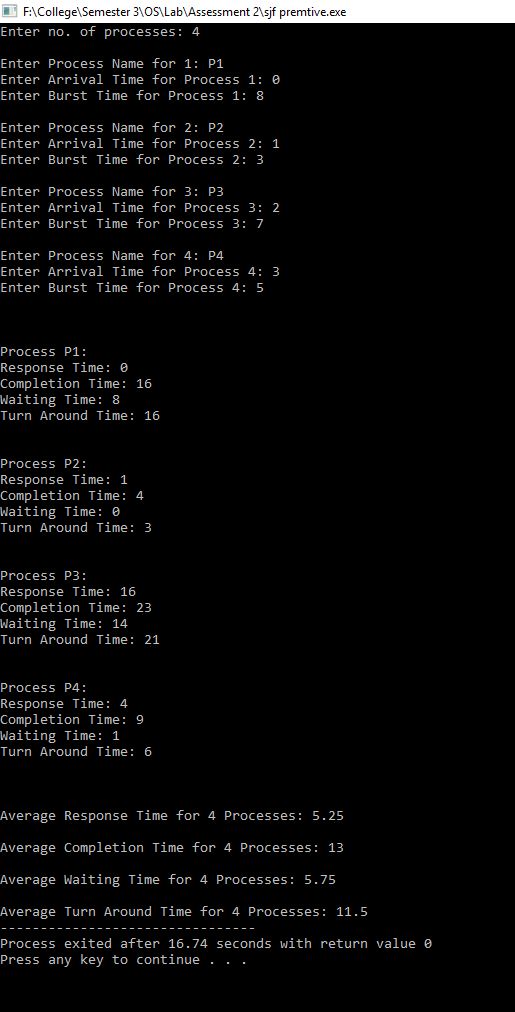 F:\College\Semester 3\OS\Lab\Assessment 2\sjf premtive.exe
Enter no. of processes: 4
Enter Process Name for 1: P1
Enter Arrival Time for Process 1: 0
Enter Burst Time for Process 1: 8
Enter Process Name for 2: P2
Enter Arrival Time for Process 2: 1
Enter Burst Time for Process 2: 3
Enter Process Name for 3: P3
Enter Arrival Time for Process 3: 2
Enter Burst Time for Process 3: 7
Enter Process Name for 4: P4
Enter Arrival Time for Process 4: 3
Enter Burst Time for Process 4: 5
Process P1:
Response Time: 0
Completion Time: 16
Waiting Time: 8
Turn Around Time: 16
Process P2:
Response Time: 1
Completion Time: 4
Waiting Time: 0
Turn Around Time: 3
Process P3:
Response Time: 16
Completion Time: 23
Waiting Time: 14
Turn Around Time: 21
Process P4:
Response Time: 4
Completion Time: 9
Waiting Time: 1
Turn Around Time: 6
Average Response Time for 4 Processes: 5.25
Average Completion Time for 4 Processes: 13
Average Waiting Time for 4 Processes: 5.75
Average Turn Around Time for 4 Processes: 11.5
--------------------------------
Process exited after 16.74 seconds with return value 0
Press any key to continue . . .